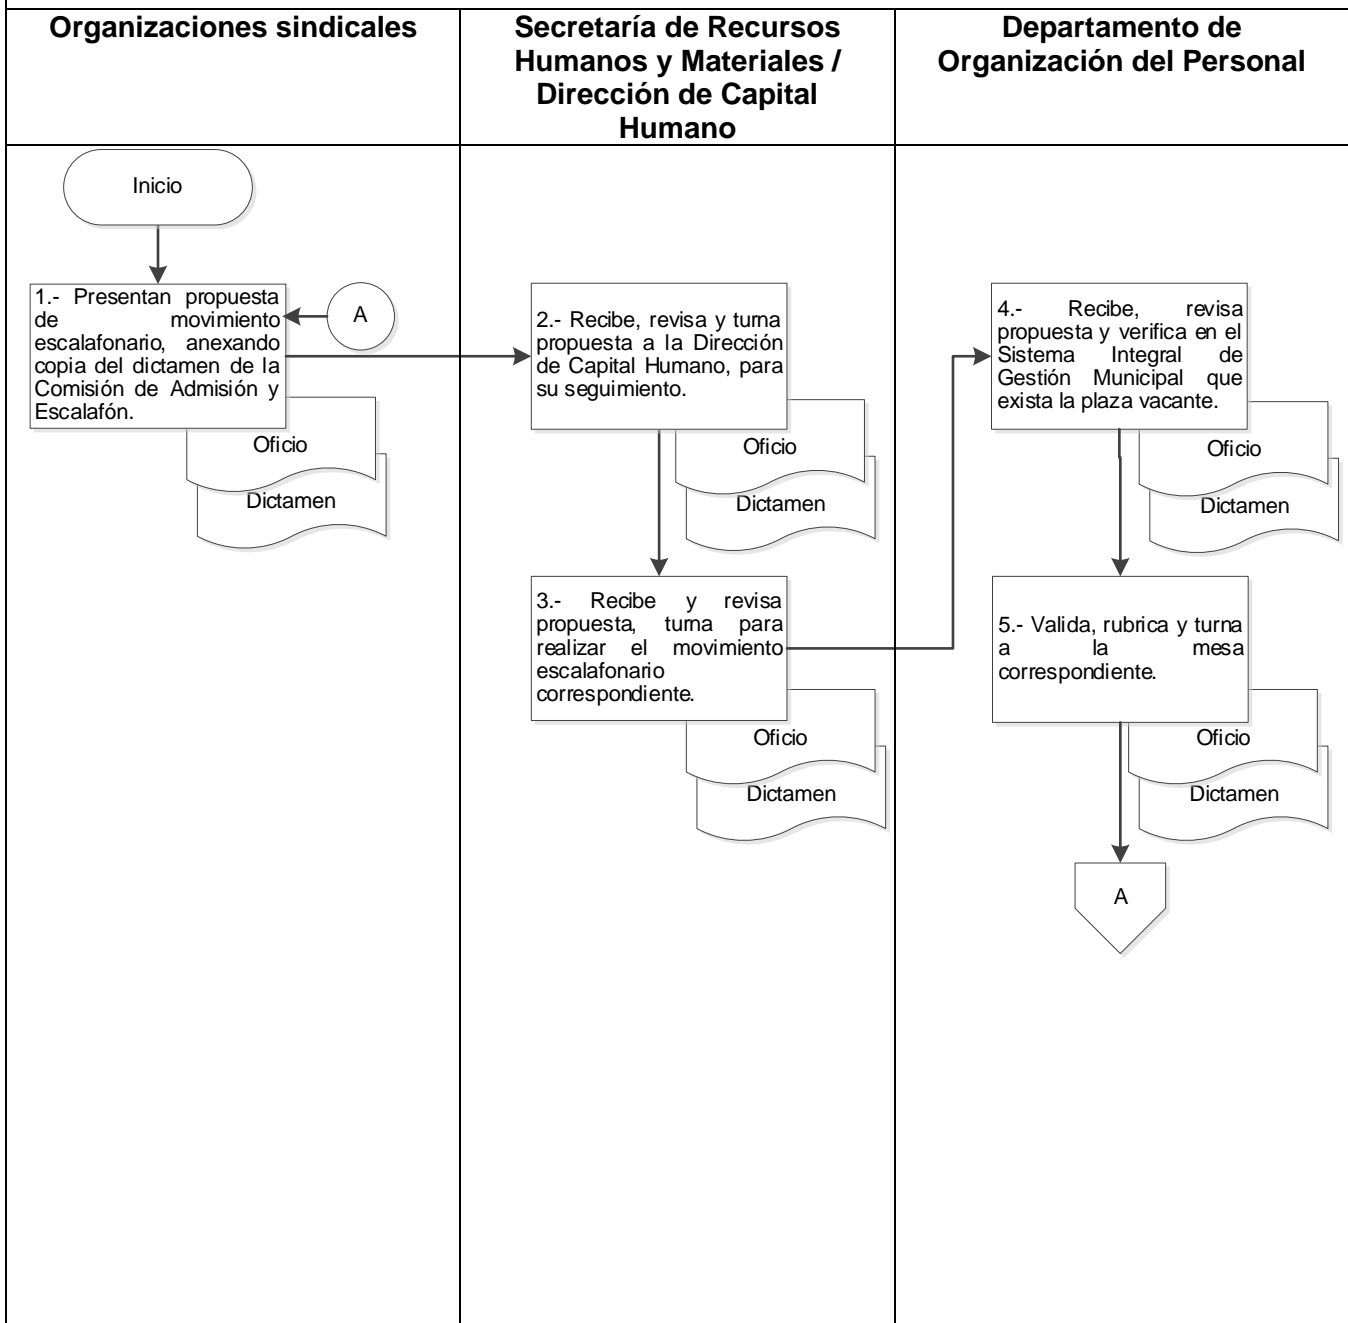 Organizaciones sindicales
Secretaría de Recursos
Humanos y Materiales /
Dirección de Capital
Humano
Departamento de
Organización del Personal
Inicio
1.- Presentan propuesta
de movimiento
escalafonario, anexando
copia del dictamen de la
Comisión de Admisión y
Escalafón.
A
Oficio
Dictamen
2.- Recibe, revisa y turna
propuesta a la Dirección
de Capital Humano, para
su seguimiento.
Oficio
Dictamen
3.- Recibe y revisa
propuesta, turna para
realizar el movimiento
escalafonario
correspondiente.
Oficio
Dictamen
4.- Recibe, revisa
propuesta y verifica en el
Sistema Integral de
Gestión Municipal que
exista la plaza vacante.
Oficio
Dictamen
5.- Valida, rubrica y turna
a la mesa
correspondiente.
Oficio
Dictamen
A